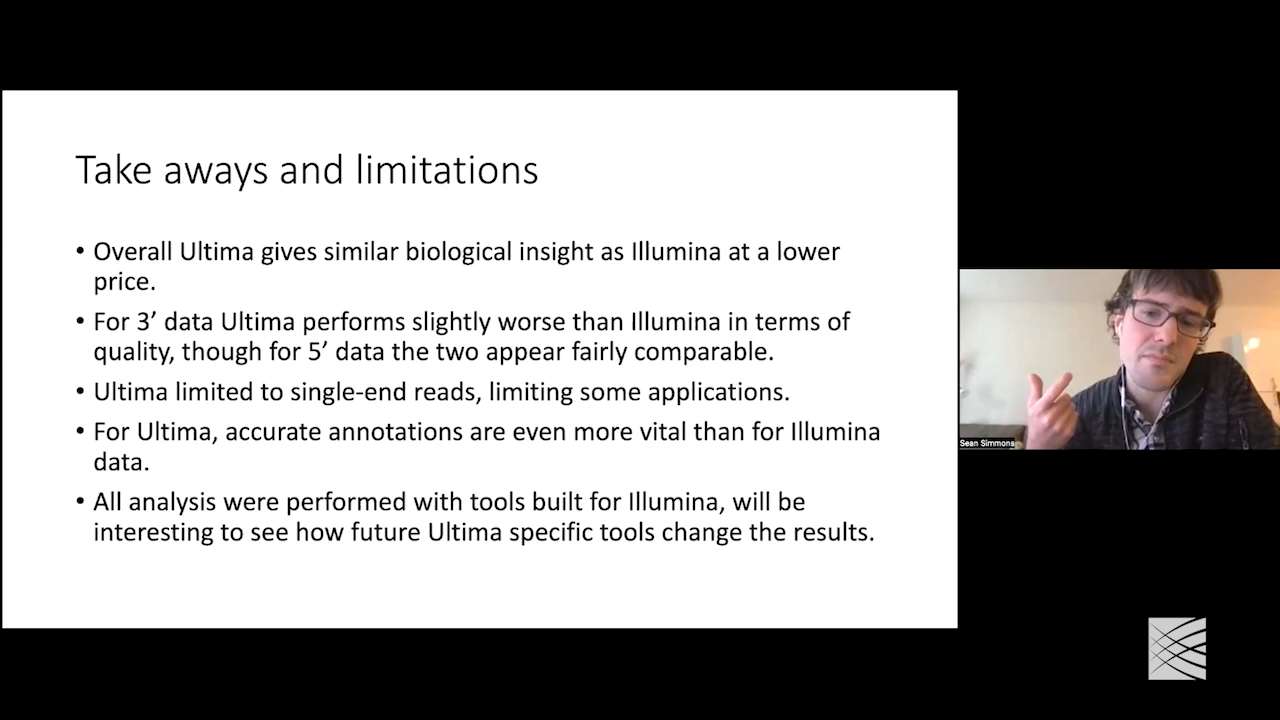 Take aways and limitations
• Overall Ultima gives similar biological insight as Illumina at a lower
price.
• For 3’ data Ultima performs slightly worse than Illumina in terms of
quality, though for 5’ data the two appear fairly comparable.
• Ultima limited to single-end reads, limiting some applications.
• For Ultima, accurate annotations are even more vital than for Illumina
data.
• All analysis were performed with tools built for Illumina, will be
interesting to see how future Ultima specific tools change the results.
Sean Simmons